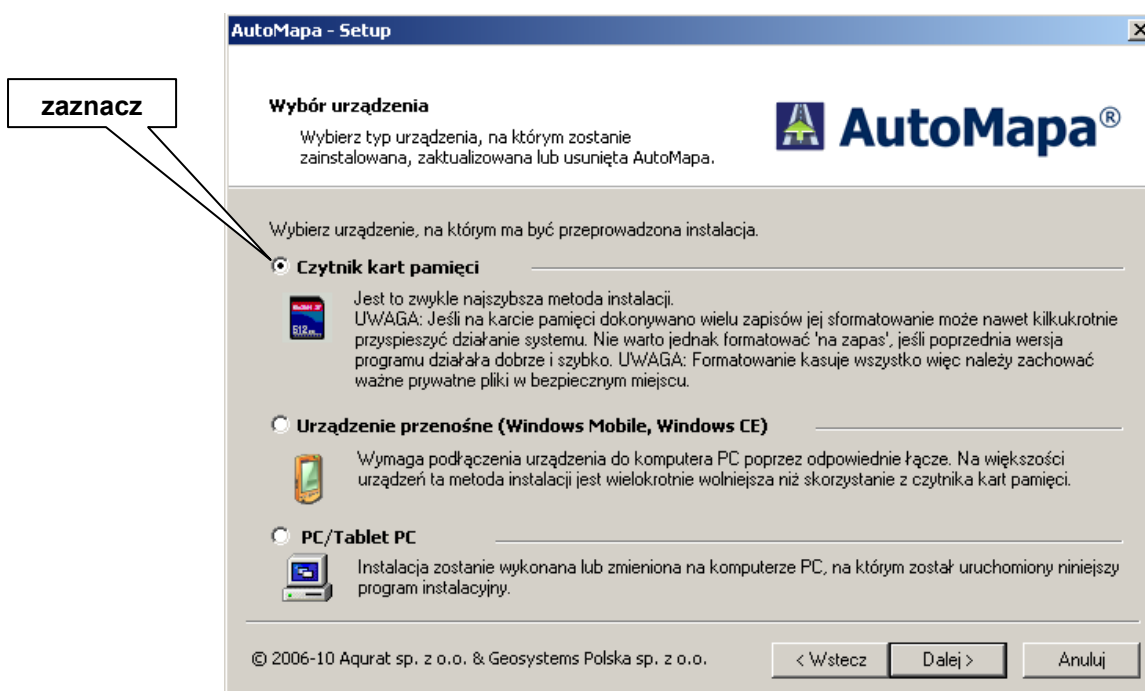 AutoMapa - Setup
zaznacz
Wybór urządzenia
Wybierz typ urządzenia, na którym zostanie
zainstalowana, zaktualizowana lub usunięta AutoMapa.
AutoMapa®
Wybierz urządzenie, na którym ma być przeprowadzona instalacja.
Czytnik kart pamięci
Jest to zwykle najszybsza metoda instalacji.
UWAGA: Jeśli na karcie pamięci dokonywano wielu zapisów jej sformatowanie może nawet kilkukrotnie
przyspieszyć działanie systemu. Nie warto jednak formatować 'na zapas', jeśli poprzednia wersja
programu działała dobrze i szybko. UWAGA: Formatowanie kasuje wszystko więc należy zachować
ważne prywatne pliki w bezpiecznym miejscu.
Urządzenie przenośne (Windows Mobile, Windows CE)
Wymaga podłączenia urządzenia do komputera PC poprzez odpowiednie łącze. Na większości
urządzeń ta metoda instalacji jest wielokrotnie wolniejsza niż skorzystanie z czytnika kart pamięci.
PC/Tablet PC
Instalacja zostanie wykonana lub zmieniona na komputerze PC, na którym został uruchomiony niniejszy
program instalacyjny.
© 2006-10 Aqurat sp. z o.o. & Geosystems Polska sp. z o.o.
< Wstecz
Dalej >
Anuluj